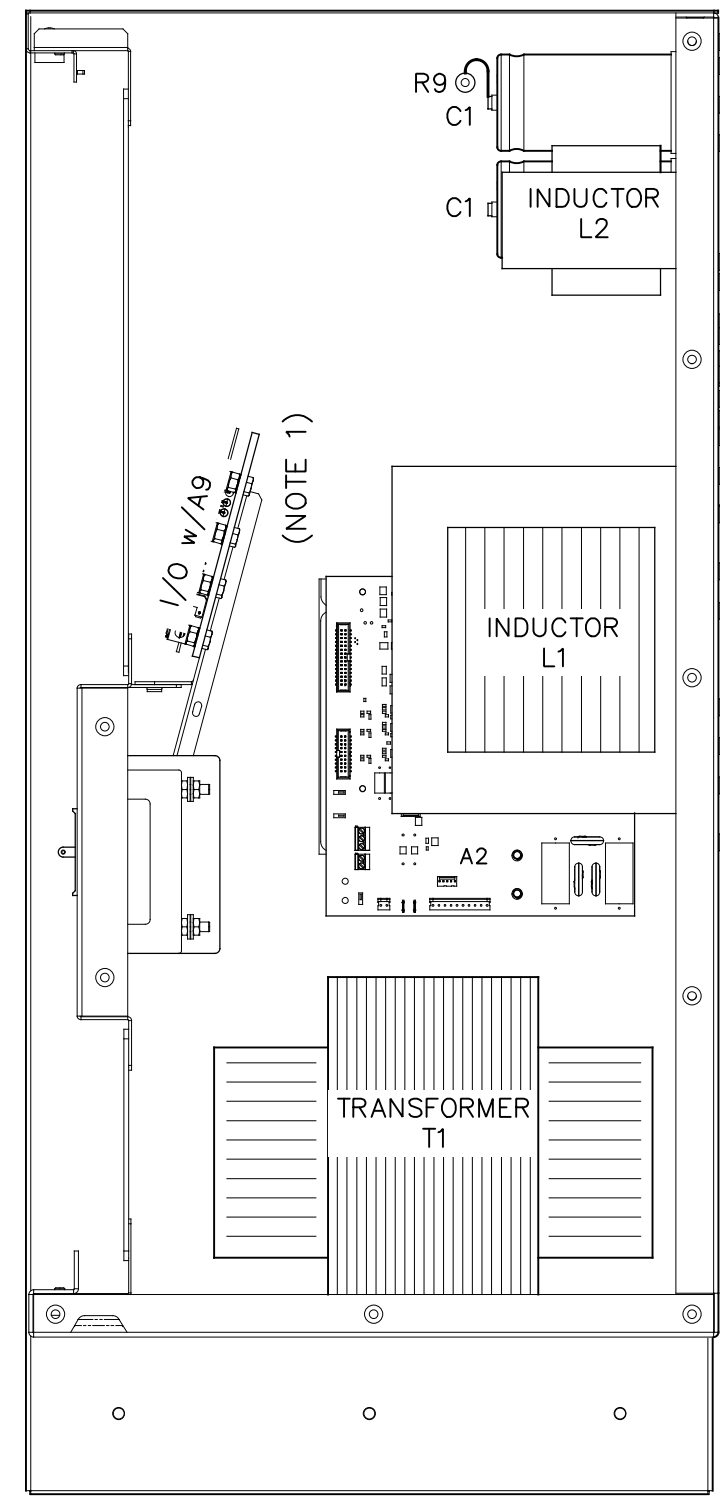 R9
C1
C1
INDUCTOR
L2
I/O w/A9
(NOTE 1)
INDUCTOR
L1
A2
TRANSFORMER
T1